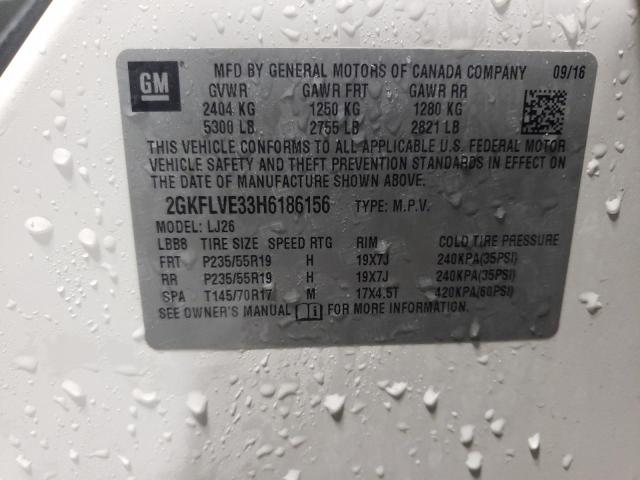 GM
MFD BY GENERAL MOTORS OF CANADA COMPANY 09/16
GVWR GAWR FRT GAWR RR
2404 KG 1250 KG 1280 KG
5300 LB 2755 LB 2821 LB
THIS VEHICLE CONFORMS TO ALL APPLICABLE U.S. FEDERAL MOTOR
VEHICLE SAFETY AND THEFT PREVENTION STANDARDS IN EFFECT ON
THE DATE OF MANUFACTURE SHOWN ABOVE.
2GKFLVE33H6186156 TYPE: M.P.V.
MODEL: LJ26
LBB8 TIRE SIZE SPEED RTG RIM COLD TIRE PRESSURE
FRT P235/55R19 H 19X7J 240KPA(35PSI)
RR P235/55R19 H 19X7J 240KPA(35PSI)
SPA T145/70R17 M 17X4.5T 420KPA(60PSI)
SEE OWNER'S MANUAL FOR MORE INFORMATION.